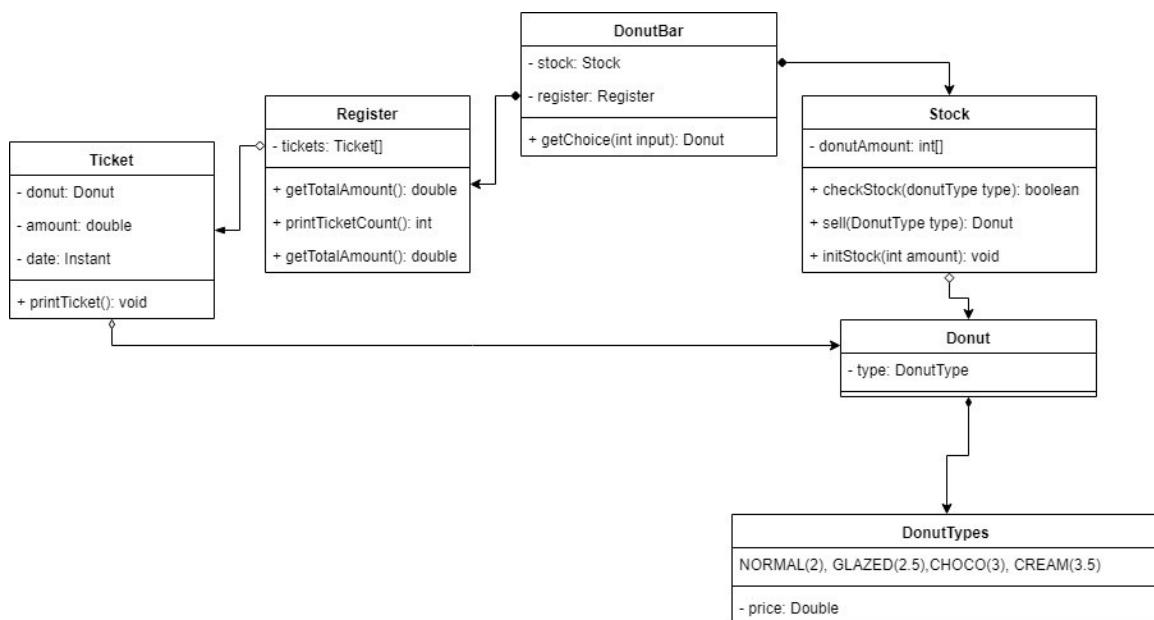 DonutBar
- stock: Stock
- register: Register
+ getChoice(int input): Donut
Register
- tickets: Ticket[]
+ getTotalAmount(): double
+ printTicketCount(): int
+ getTotalAmount(): double
Stock
- donutAmount: int[]
+ checkStock(donutType type): boolean
+ sell(DonutType type): Donut
+ initStock(int amount): void
Ticket
- donut: Donut
- amount: double
- date: Instant
+ printTicket(): void
Donut
- type: DonutType
DonutTypes
NORMAL(2), GLAZED(2.5),CHOCO(3), CREAM(3.5)
- price: Double